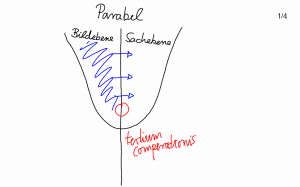 Parabel
1/4
Bildebene Sachebene
tertium
comparationis